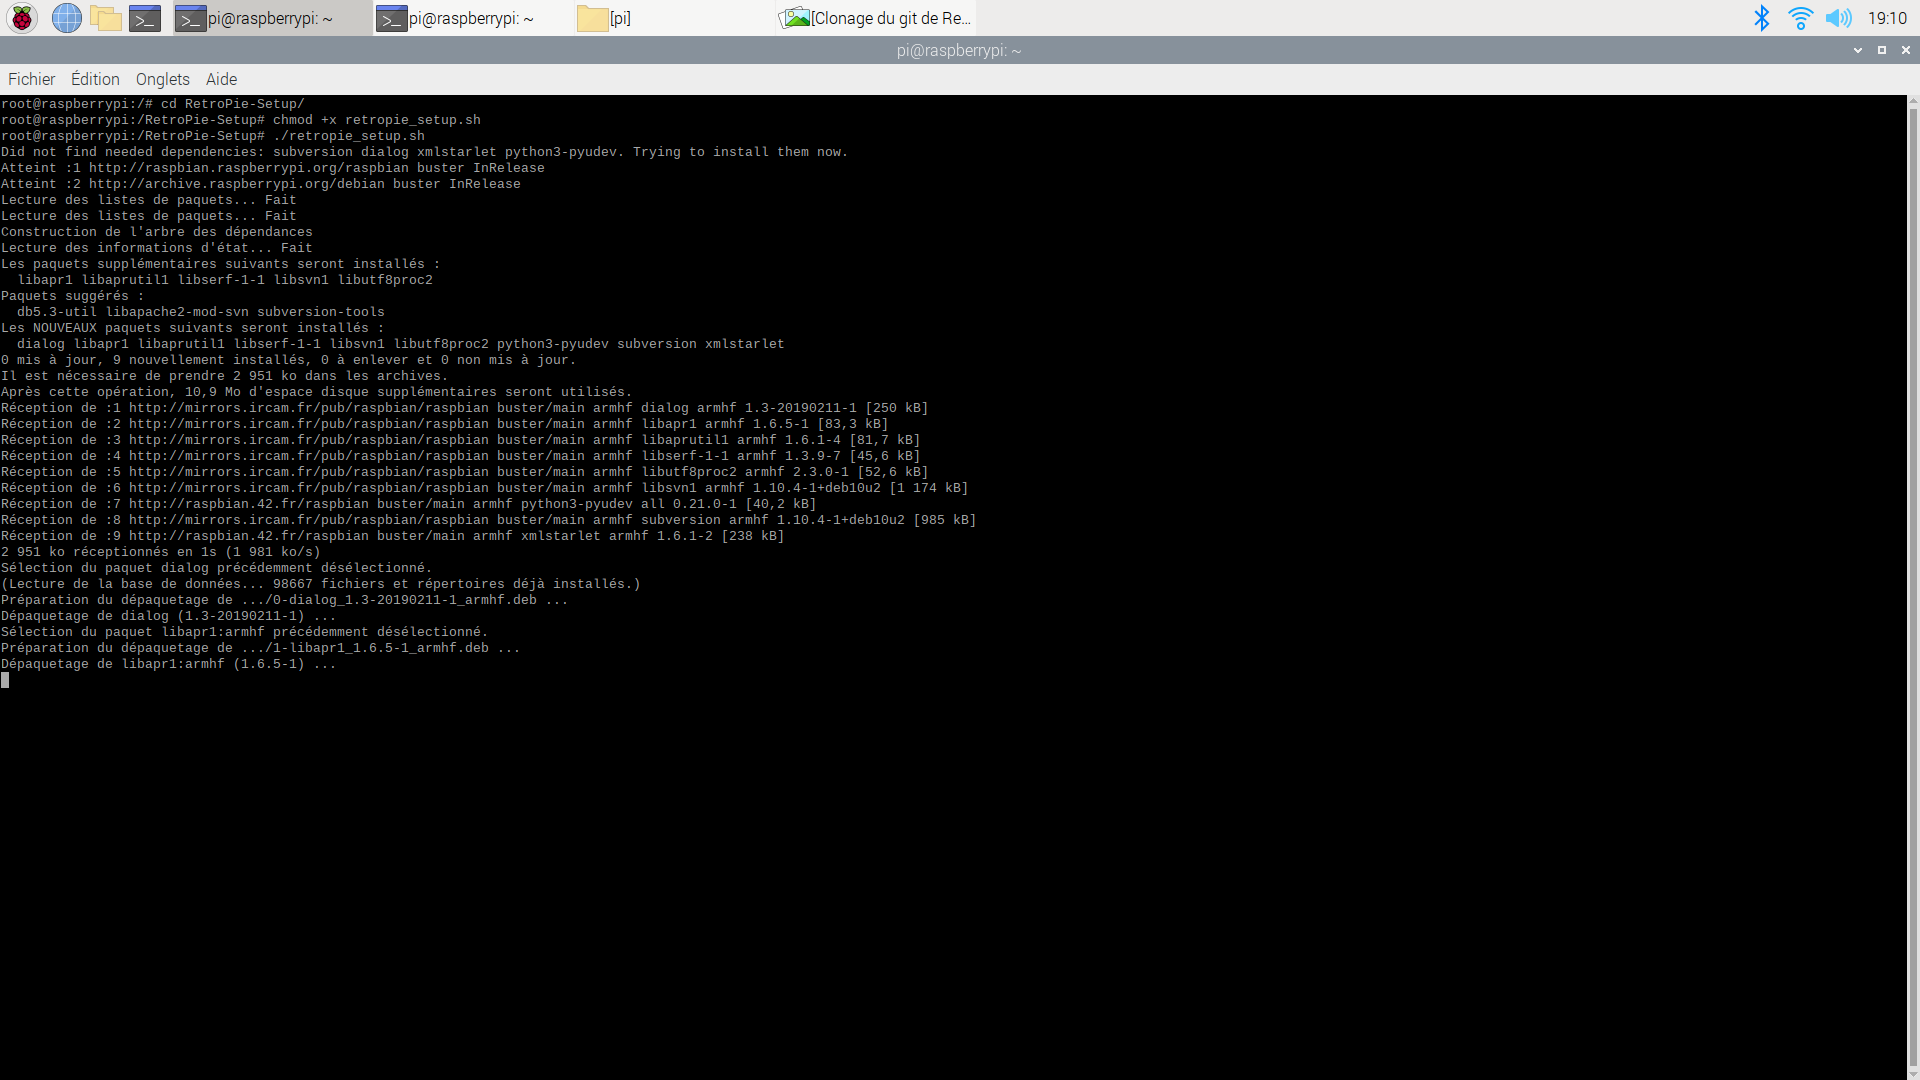 pi@raspberrypi: ~
pi@raspberrypi: ~
[pi]
[Clonage du git de Re...
19:10
pi@raspberrypi: ~
Fichier Édition Onglets Aide
root@raspberrypi:/# cd RetroPie-Setup/
root@raspberrypi:/RetroPie-Setup# chmod +x retropie_setup.sh
root@raspberrypi:/RetroPie-Setup# ./retropie_setup.sh
Did not find needed dependencies: subversion dialog xmlstarlet python3-pyudev. Trying to install them now.
Atteint :1 http://raspbian.raspberrypi.org/raspbian buster InRelease
Atteint :2 http://archive.raspberrypi.org/debian buster InRelease
Lecture des listes de paquets... Fait
Lecture des listes de paquets... Fait
Construction de l'arbre des dépendances
Lecture des informations d'état... Fait
Les paquets supplémentaires suivants seront installés :
libapr1 libaprutil1 libserf-1-1 libsvn1 libutf8proc2
Paquets suggérés :
db5.3-util libapache2-mod-svn subversion-tools
Les NOUVEAUX paquets suivants seront installés :
dialog libapr1 libaprutil1 libserf-1-1 libsvn1 libutf8proc2 python3-pyudev subversion xmlstarlet
0 mis à jour, 9 nouvellement installés, 0 à enlever et 0 non mis à jour.
Il est nécessaire de prendre 2 951 ko dans les archives.
Après cette opération, 10,9 Mo d'espace disque supplémentaires seront utilisés.
Réception de :1 http://mirrors.ircam.fr/pub/raspbian/raspbian buster/main armhf dialog armhf 1.3-20190211-1 [250 kB]
Réception de :2 http://mirrors.ircam.fr/pub/raspbian/raspbian buster/main armhf libapr1 armhf 1.6.5-1 [83,3 kB]
Réception de :3 http://mirrors.ircam.fr/pub/raspbian/raspbian buster/main armhf libaprutil1 armhf 1.6.1-4 [81,7 kB]
Réception de :4 http://mirrors.ircam.fr/pub/raspbian/raspbian buster/main armhf libserf-1-1 armhf 1.3.9-7 [45,6 kB]
Réception de :5 http://mirrors.ircam.fr/pub/raspbian/raspbian buster/main armhf libutf8proc2 armhf 2.3.0-1 [52,6 kB]
Réception de :6 http://mirrors.ircam.fr/pub/raspbian/raspbian buster/main armhf libsvn1 armhf 1.10.4-1+deb10u2 [1 174 kB]
Réception de :7 http://raspbian.42.fr/raspbian buster/main armhf python3-pyudev all 0.21.0-1 [40,2 kB]
Réception de :8 http://mirrors.ircam.fr/pub/raspbian/raspbian buster/main armhf subversion armhf 1.10.4-1+deb10u2 [985 kB]
Réception de :9 http://raspbian.42.fr/raspbian buster/main armhf xmlstarlet armhf 1.6.1-2 [238 kB]
2 951 ko réceptionnés en 1s (1 981 ko/s)
Sélection du paquet dialog précédemment désélectionné.
(Lecture de la base de données... 98667 fichiers et répertoires déjà installés.)
Préparation du dépaquetage de .../0-dialog_1.3-20190211-1_armhf.deb ...
Dépaquetage de dialog (1.3-20190211-1) ...
Sélection du paquet libapr1:armhf précédemment désélectionné.
Préparation du dépaquetage de .../1-libapr1_1.6.5-1_armhf.deb ...
Dépaquetage de libapr1:armhf (1.6.5-1) ...